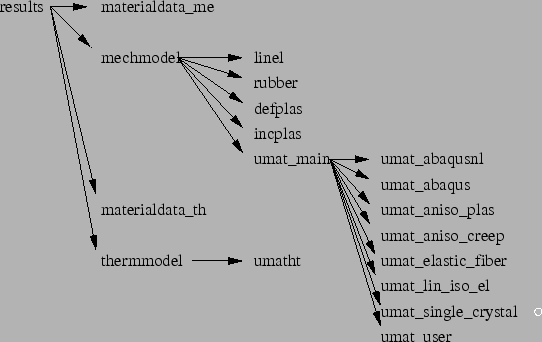 results
materialdata_me
mechmodel
linel
rubber
defplas
incplas
umat_main
umat_abaqusnl
umat_abaqus
umat_aniso_plas
umat_aniso_creep
umat_elastic_fiber
umat_lin_iso_el
umat_single_crystal
umat_user
materialdata_th
thermmodel
umatht